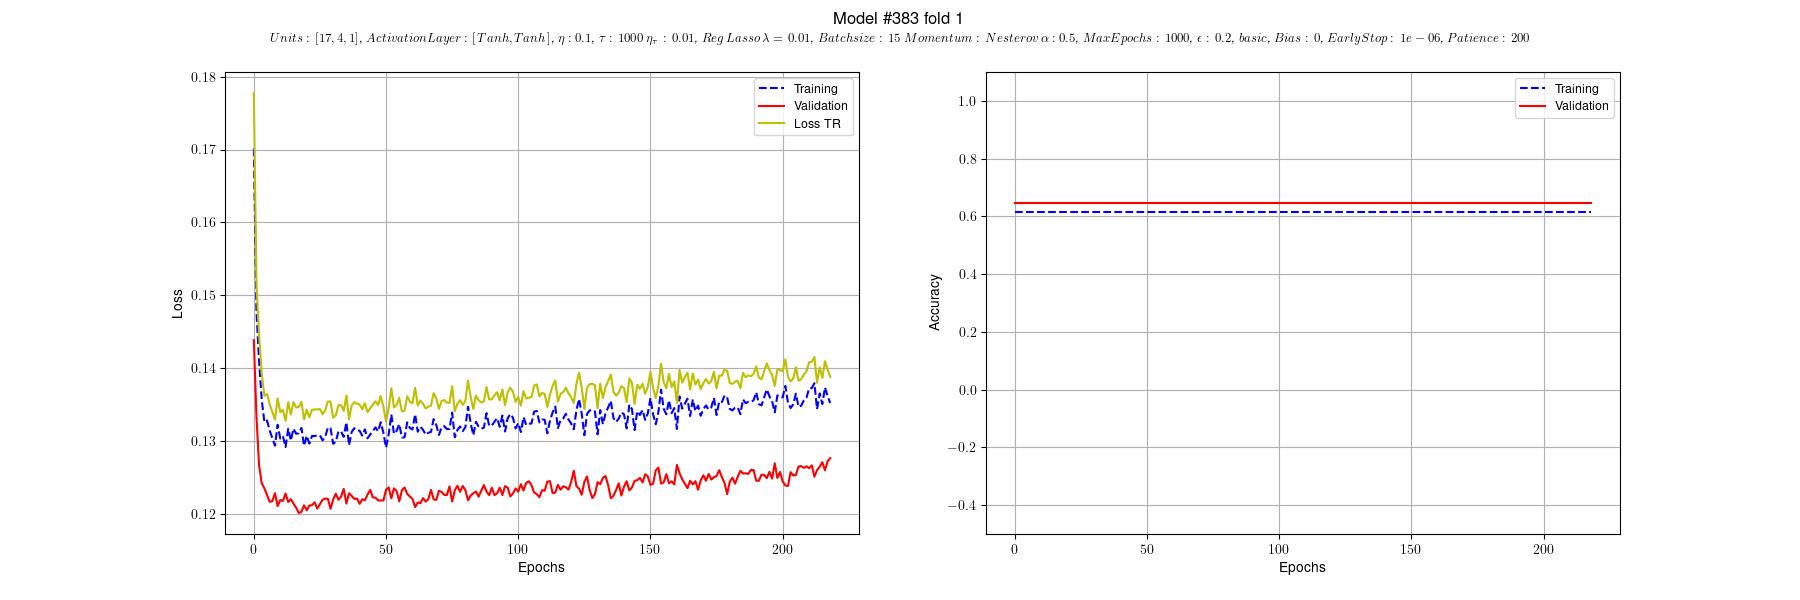 Model #383 fold 1
Units : [17, 4, 1], ActivationLayer : [Tanh, Tanh], η : 0.1, τ : 1000 ητ : 0.01, Reg Lasso λ = 0.01, Batchsize : 15 Momentum : Nesterov α : 0.5, MaxEpochs : 1000, ϵ : 0.2, basic, Bias : 0, EarlyStop : 1e − 06, Patience : 200
0.18
0.17
0.16
0.15
0.14
0.13
0.12
Loss
0
50
100
150
200
Epochs
Training
Validation
Loss TR
1.0
0.8
0.6
0.4
0.2
0.0
−0.2
−0.4
Accuracy
0
50
100
150
200
Epochs
Training
Validation